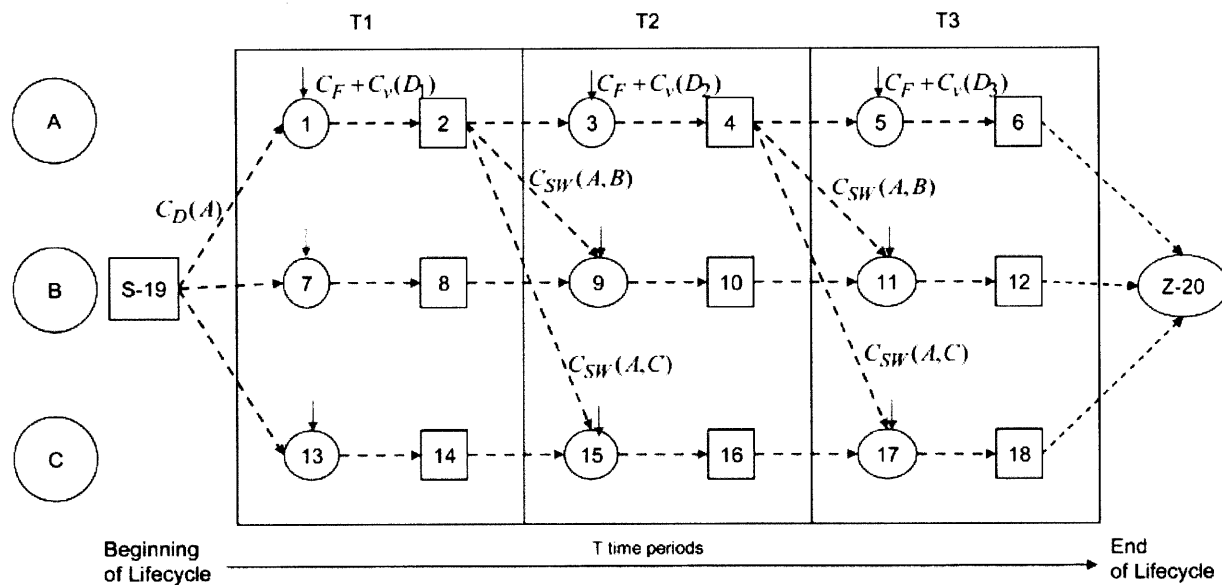 T1 T2 T3
C_F + C_v(D_1) C_F + C_v(D_2) C_F + C_v(D_3)
A 1 2 3 4 5 6
C_SW(A,B) C_SW(A,B)
C_D(A)
B S-19 7 8 9 10 11 12 Z-20
C_SW(A,C) C_SW(A,C)
C 13 14 15 16 17 18
Beginning of Lifecycle
T time periods
End of Lifecycle